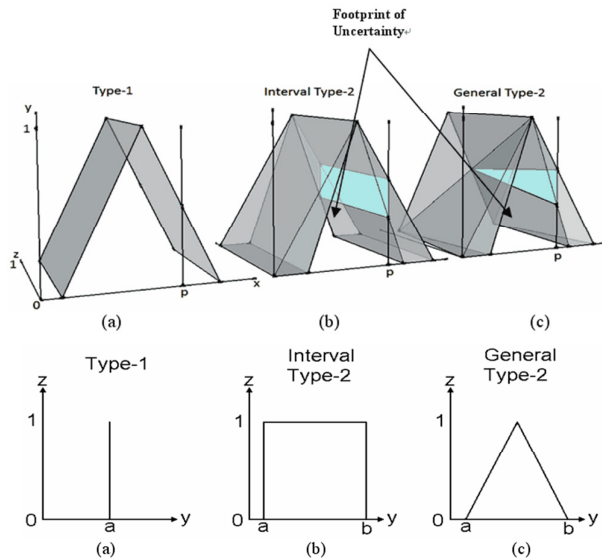 Footprint of
Uncertainty
Type-1
Interval Type-2
General Type-2
y
1
z
1
0
p
x
p
p
(a)
(b)
(c)
Type-1
Interval
Type-2
General
Type-2
z
1
0
a
y
z
1
0
a
b
y
z
1
0
a
b
y
(a)
(b)
(c)